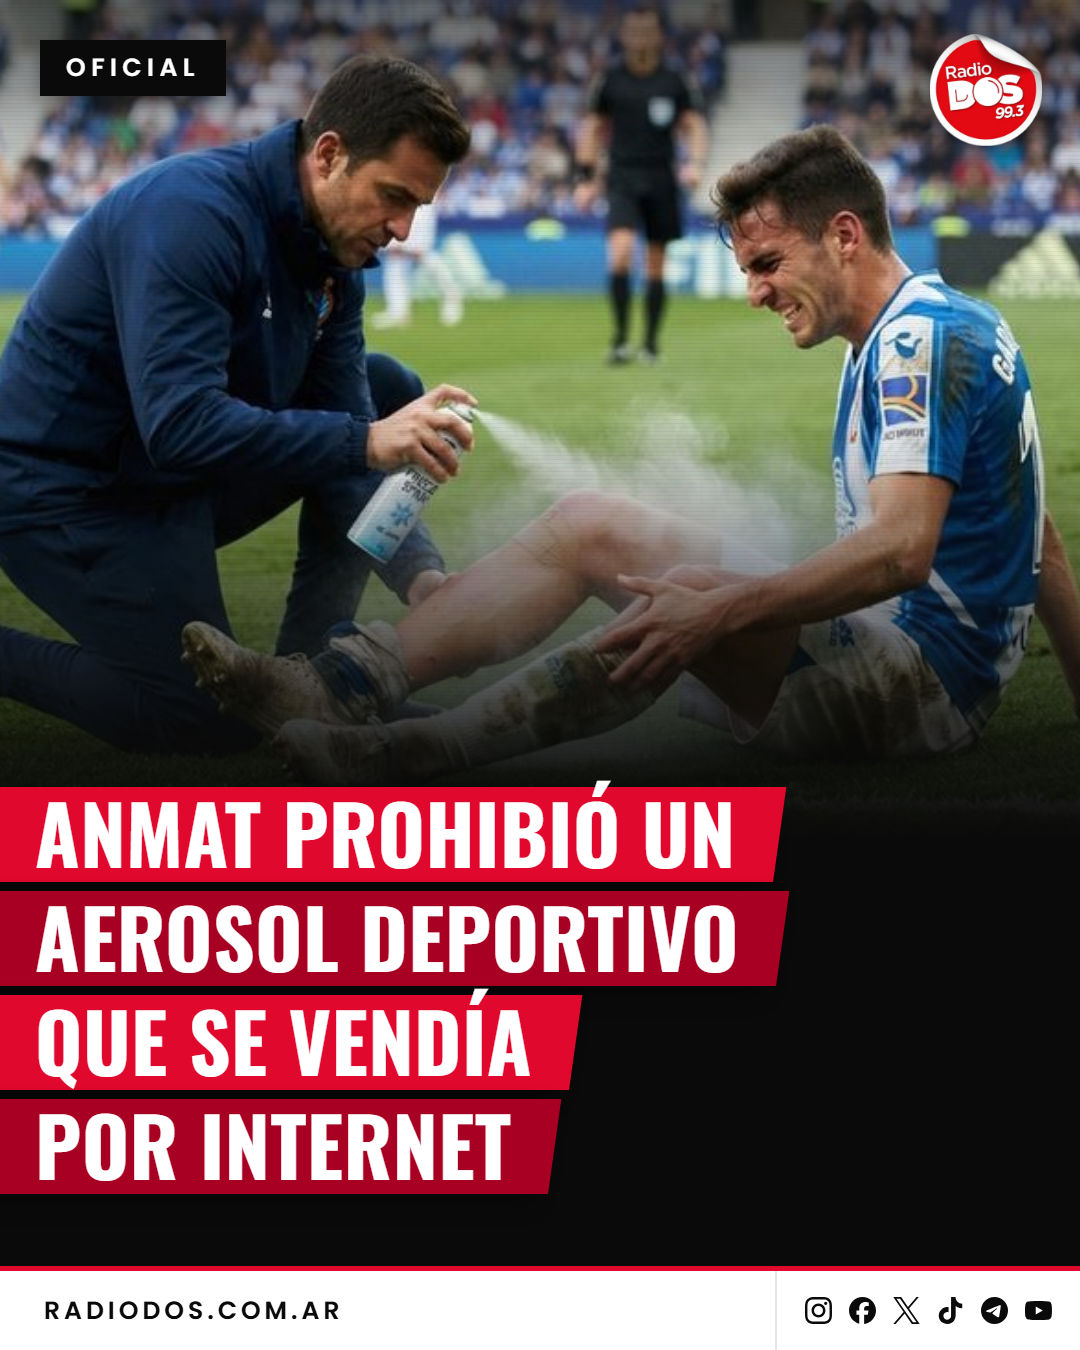 OFICIAL
Radio
DOS
99.3
ANMAT PROHIBIÓ UN
AEROSOL DEPORTIVO
QUE SE VENDÍA
POR INTERNET
RADIODOS.COM.AR